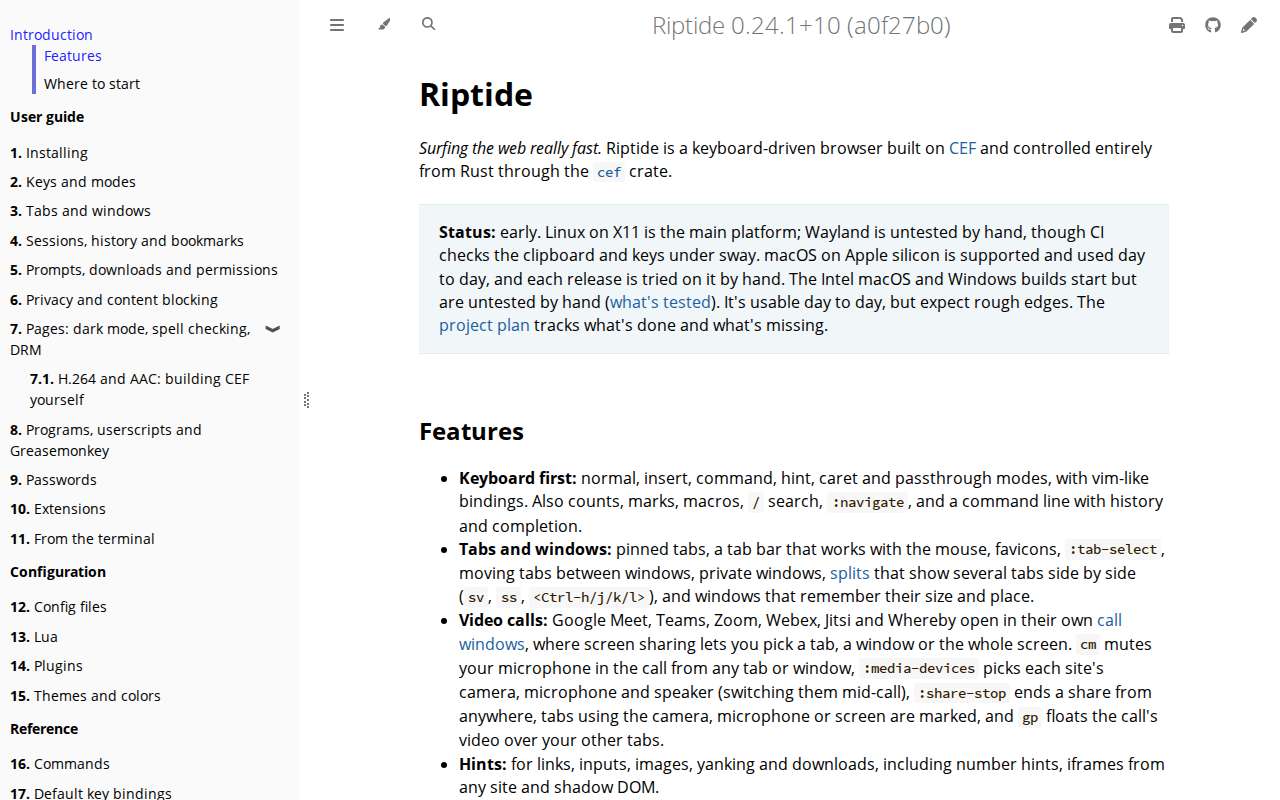 Introduction
Features
Where to start
User guide
1. Installing
2. Keys and modes
3. Tabs and windows
4. Sessions, history and bookmarks
5. Prompts, downloads and permissions
6. Privacy and content blocking
7. Pages: dark mode, spell checking,
DRM
7.1. H.264 and AAC: building CEF
yourself
8. Programs, userscripts and
Greasemonkey
9. Passwords
10. Extensions
11. From the terminal
Configuration
12. Config files
13. Lua
14. Plugins
15. Themes and colors
Reference
16. Commands
17. Default key bindings
Riptide 0.24.1+10 (a0f27b0)
Riptide
Surfing the web really fast. Riptide is a keyboard-driven browser built on CEF and controlled entirely
from Rust through the cef crate.
Status: early. Linux on X11 is the main platform; Wayland is untested by hand, though CI
checks the clipboard and keys under sway. macOS on Apple silicon is supported and used day
to day, and each release is tried on it by hand. The Intel macOS and Windows builds start but
are untested by hand (what's tested). It's usable day to day, but expect rough edges. The
project plan tracks what's done and what's missing.
Features
• Keyboard first: normal, insert, command, hint, caret and passthrough modes, with vim-like
bindings. Also counts, marks, macros, / search, :navigate, and a command line with history
and completion.
• Tabs and windows: pinned tabs, a tab bar that works with the mouse, favicons, :tab-select,
moving tabs between windows, private windows, splits that show several tabs side by side
(sv, ss, <Ctrl-h/j/k/l>), and windows that remember their size and place.
• Video calls: Google Meet, Teams, Zoom, Webex, Jitsi and Whereby open in their own call
windows, where screen sharing lets you pick a tab, a window or the whole screen. cm mutes
your microphone in the call from any tab or window, :media-devices picks each site's
camera, microphone and speaker (switching them mid-call), :share-stop ends a share from
anywhere, tabs using the camera, microphone or screen are marked, and gp floats the call's
video over your other tabs.
• Hints: for links, inputs, images, yanking and downloads, including number hints, iframes from
any site and shadow DOM.